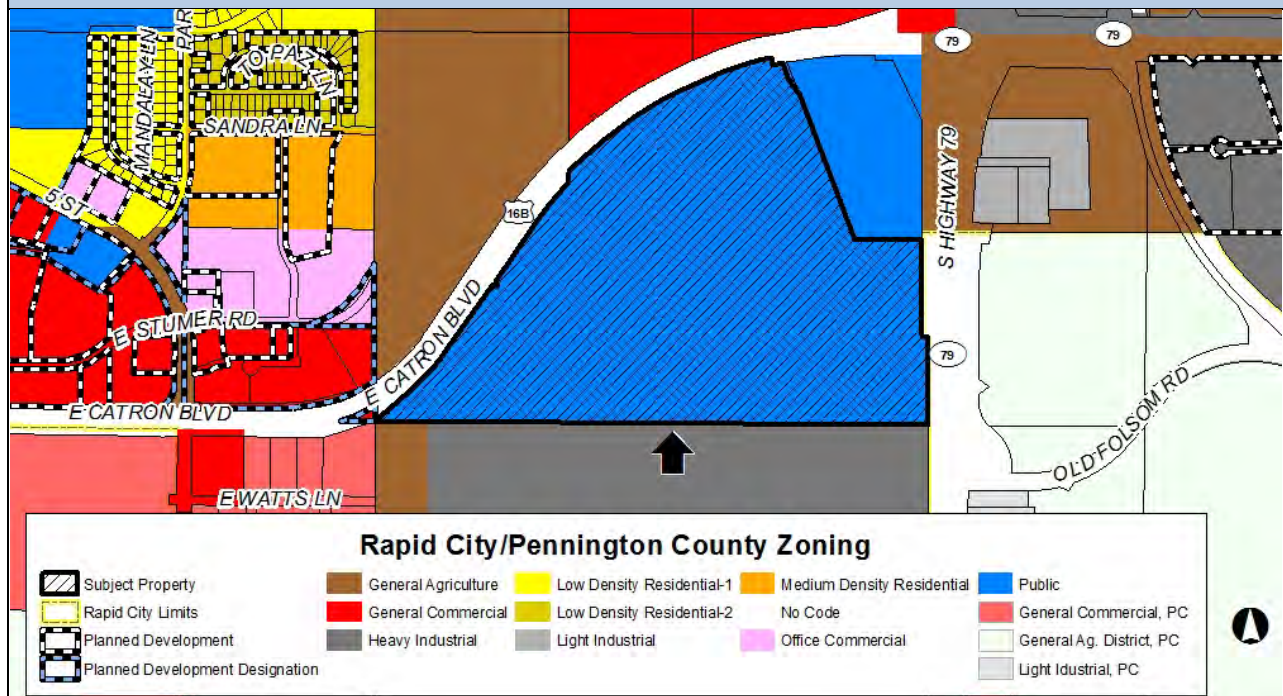 PAR
MANDALAY LN
TOPAZ LN
SANDRA LN
5 ST
E STUMER RD
E CATRON BLVD
E CATRON BLVD
E CATRON BLVD
16B
79
79
79
S HIGHWAY 79
OLD FOLSOM RD
E WATTS LN
Rapid City/Pennington County Zoning
Subject Property
Rapid City Limits
Planned Development
Planned Development Designation
General Agriculture
General Commercial
Heavy Industrial
Low Density Residential-1
Low Density Residential-2
Light Industrial
Medium Density Residential
No Code
Office Commercial
Public
General Commercial, PC
General Ag. District, PC
Light Idustrial, PC